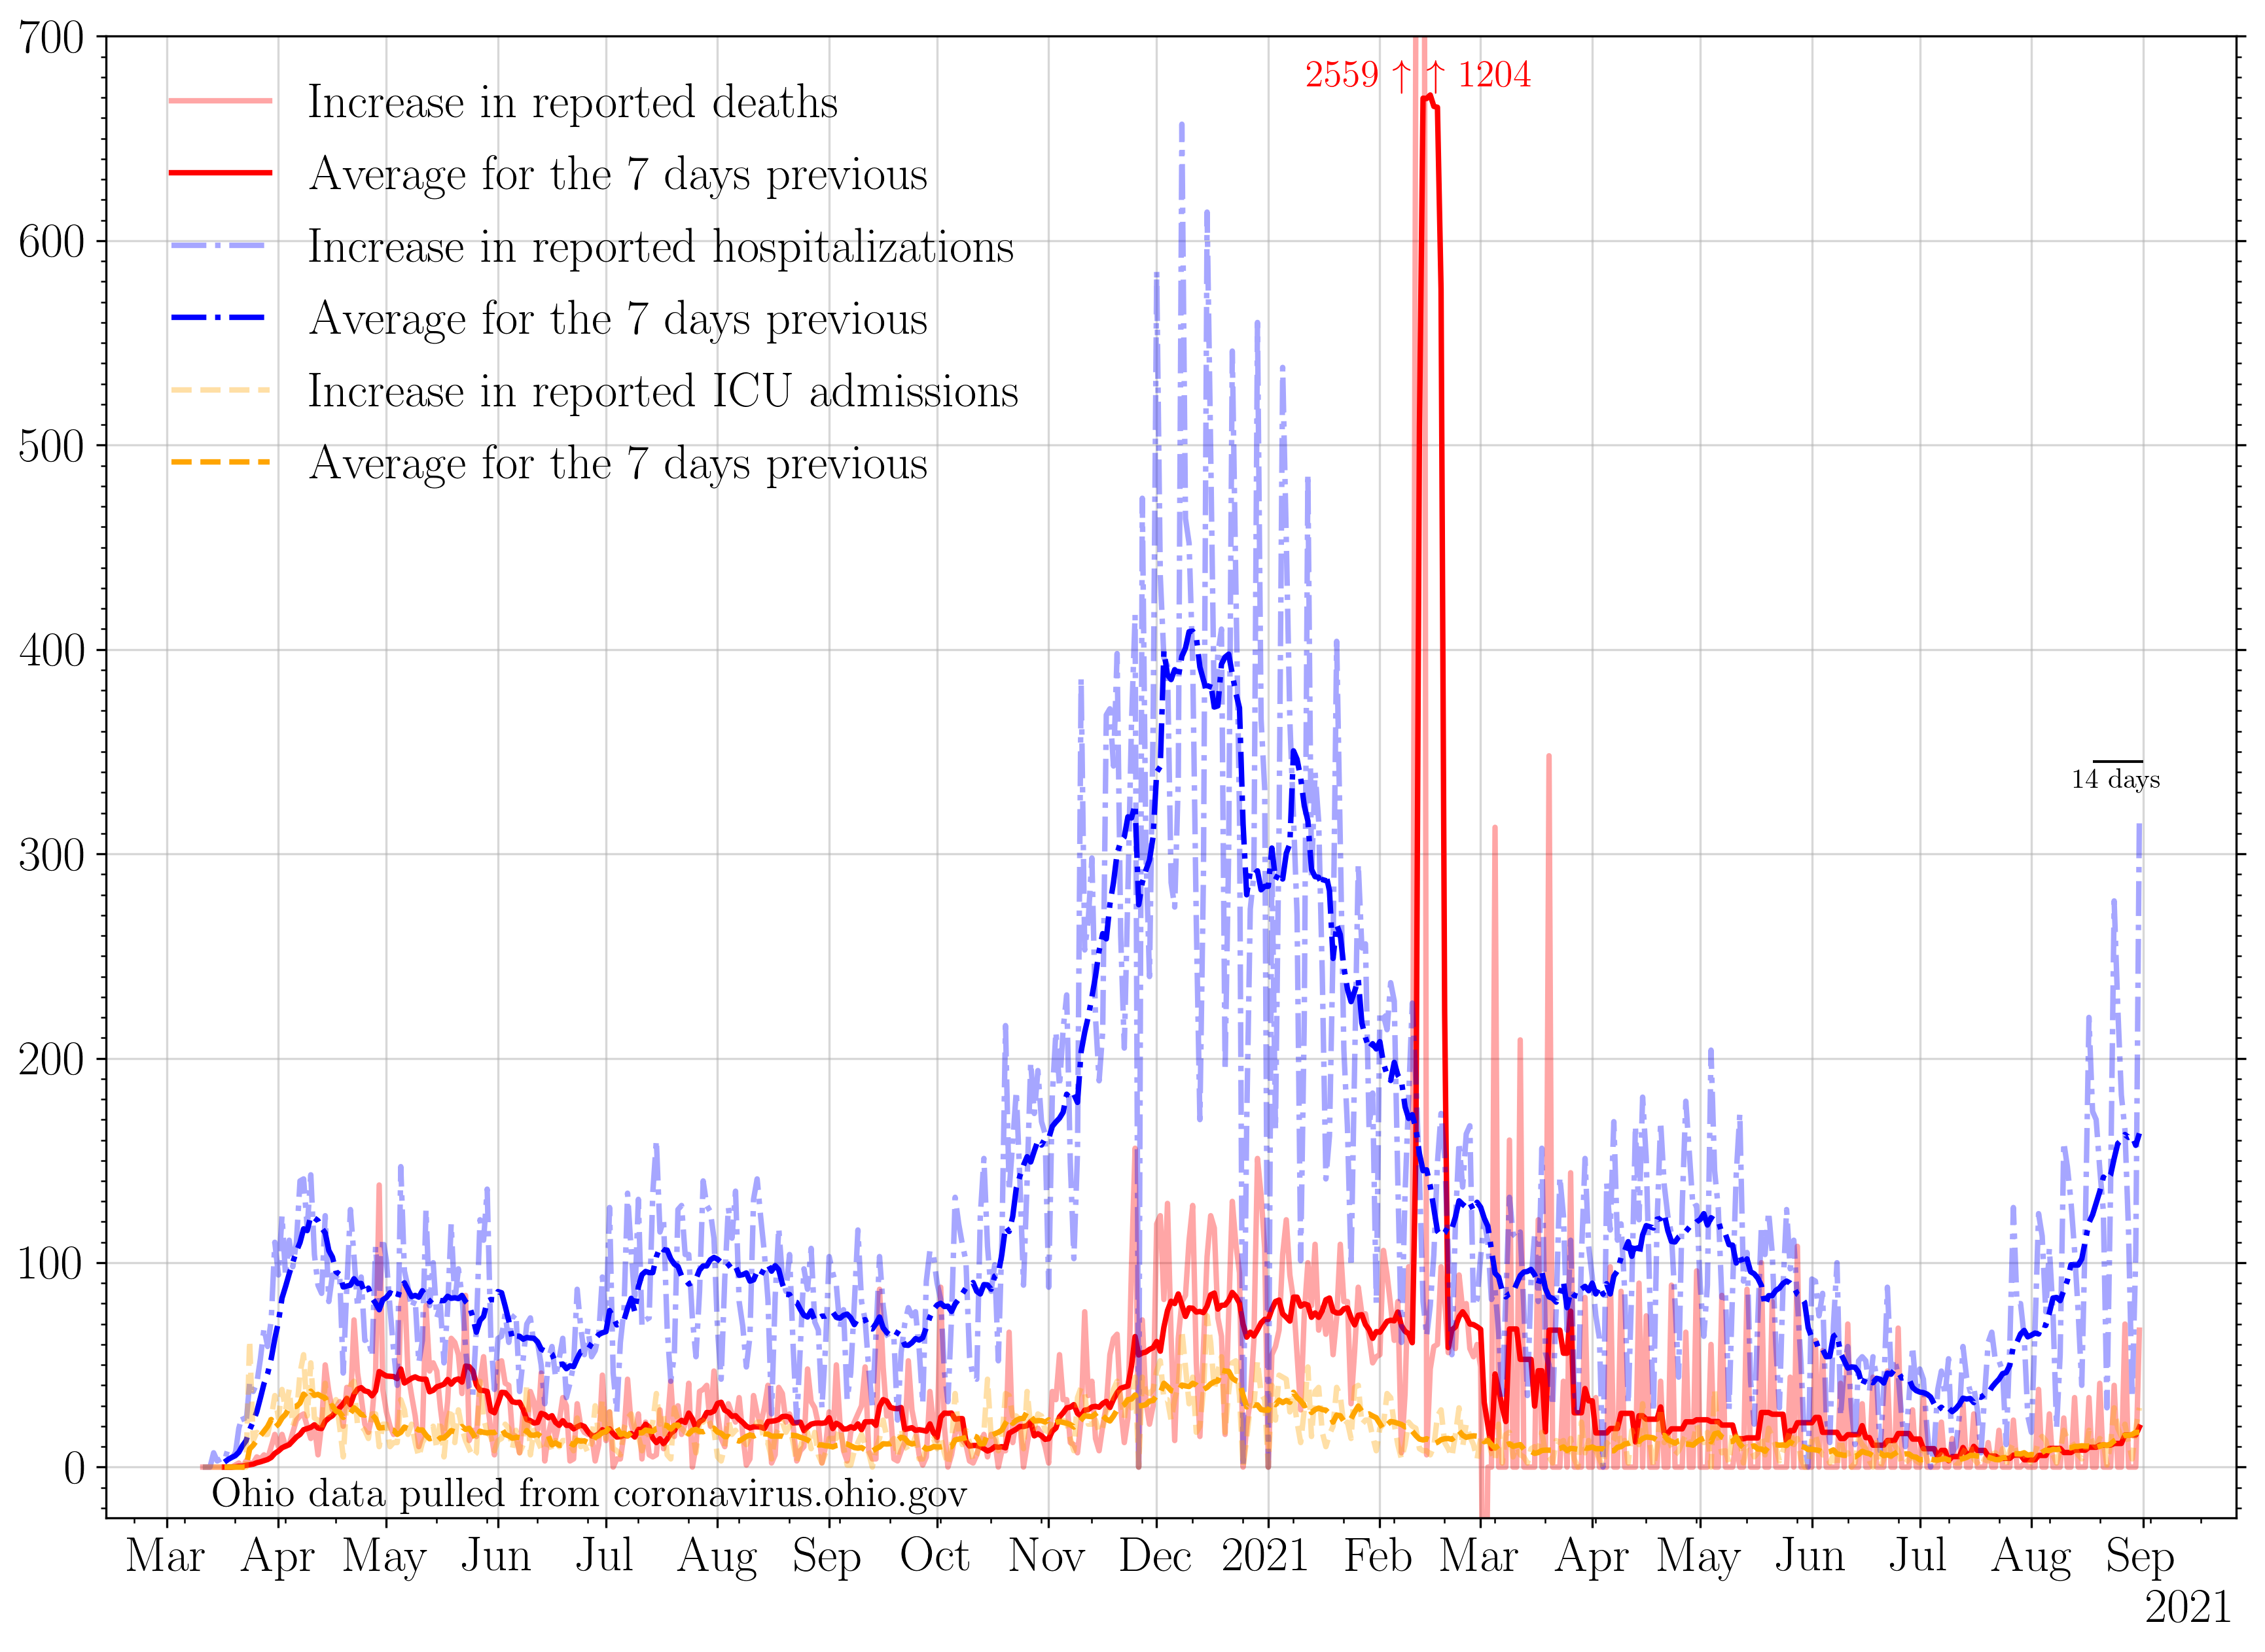 700
600
500
400
300
200
100
0
Increase in reported deaths
Average for the 7 days previous
Increase in reported hospitalizations
Average for the 7 days previous
Increase in reported ICU admissions
Average for the 7 days previous
2559 ↑ ↑ 1204
14 days
Ohio data pulled from coronavirus.ohio.gov
Mar Apr May Jun Jul Aug Sep Oct Nov Dec 2021 Feb Mar Apr May Jun Jul Aug Sep
2021